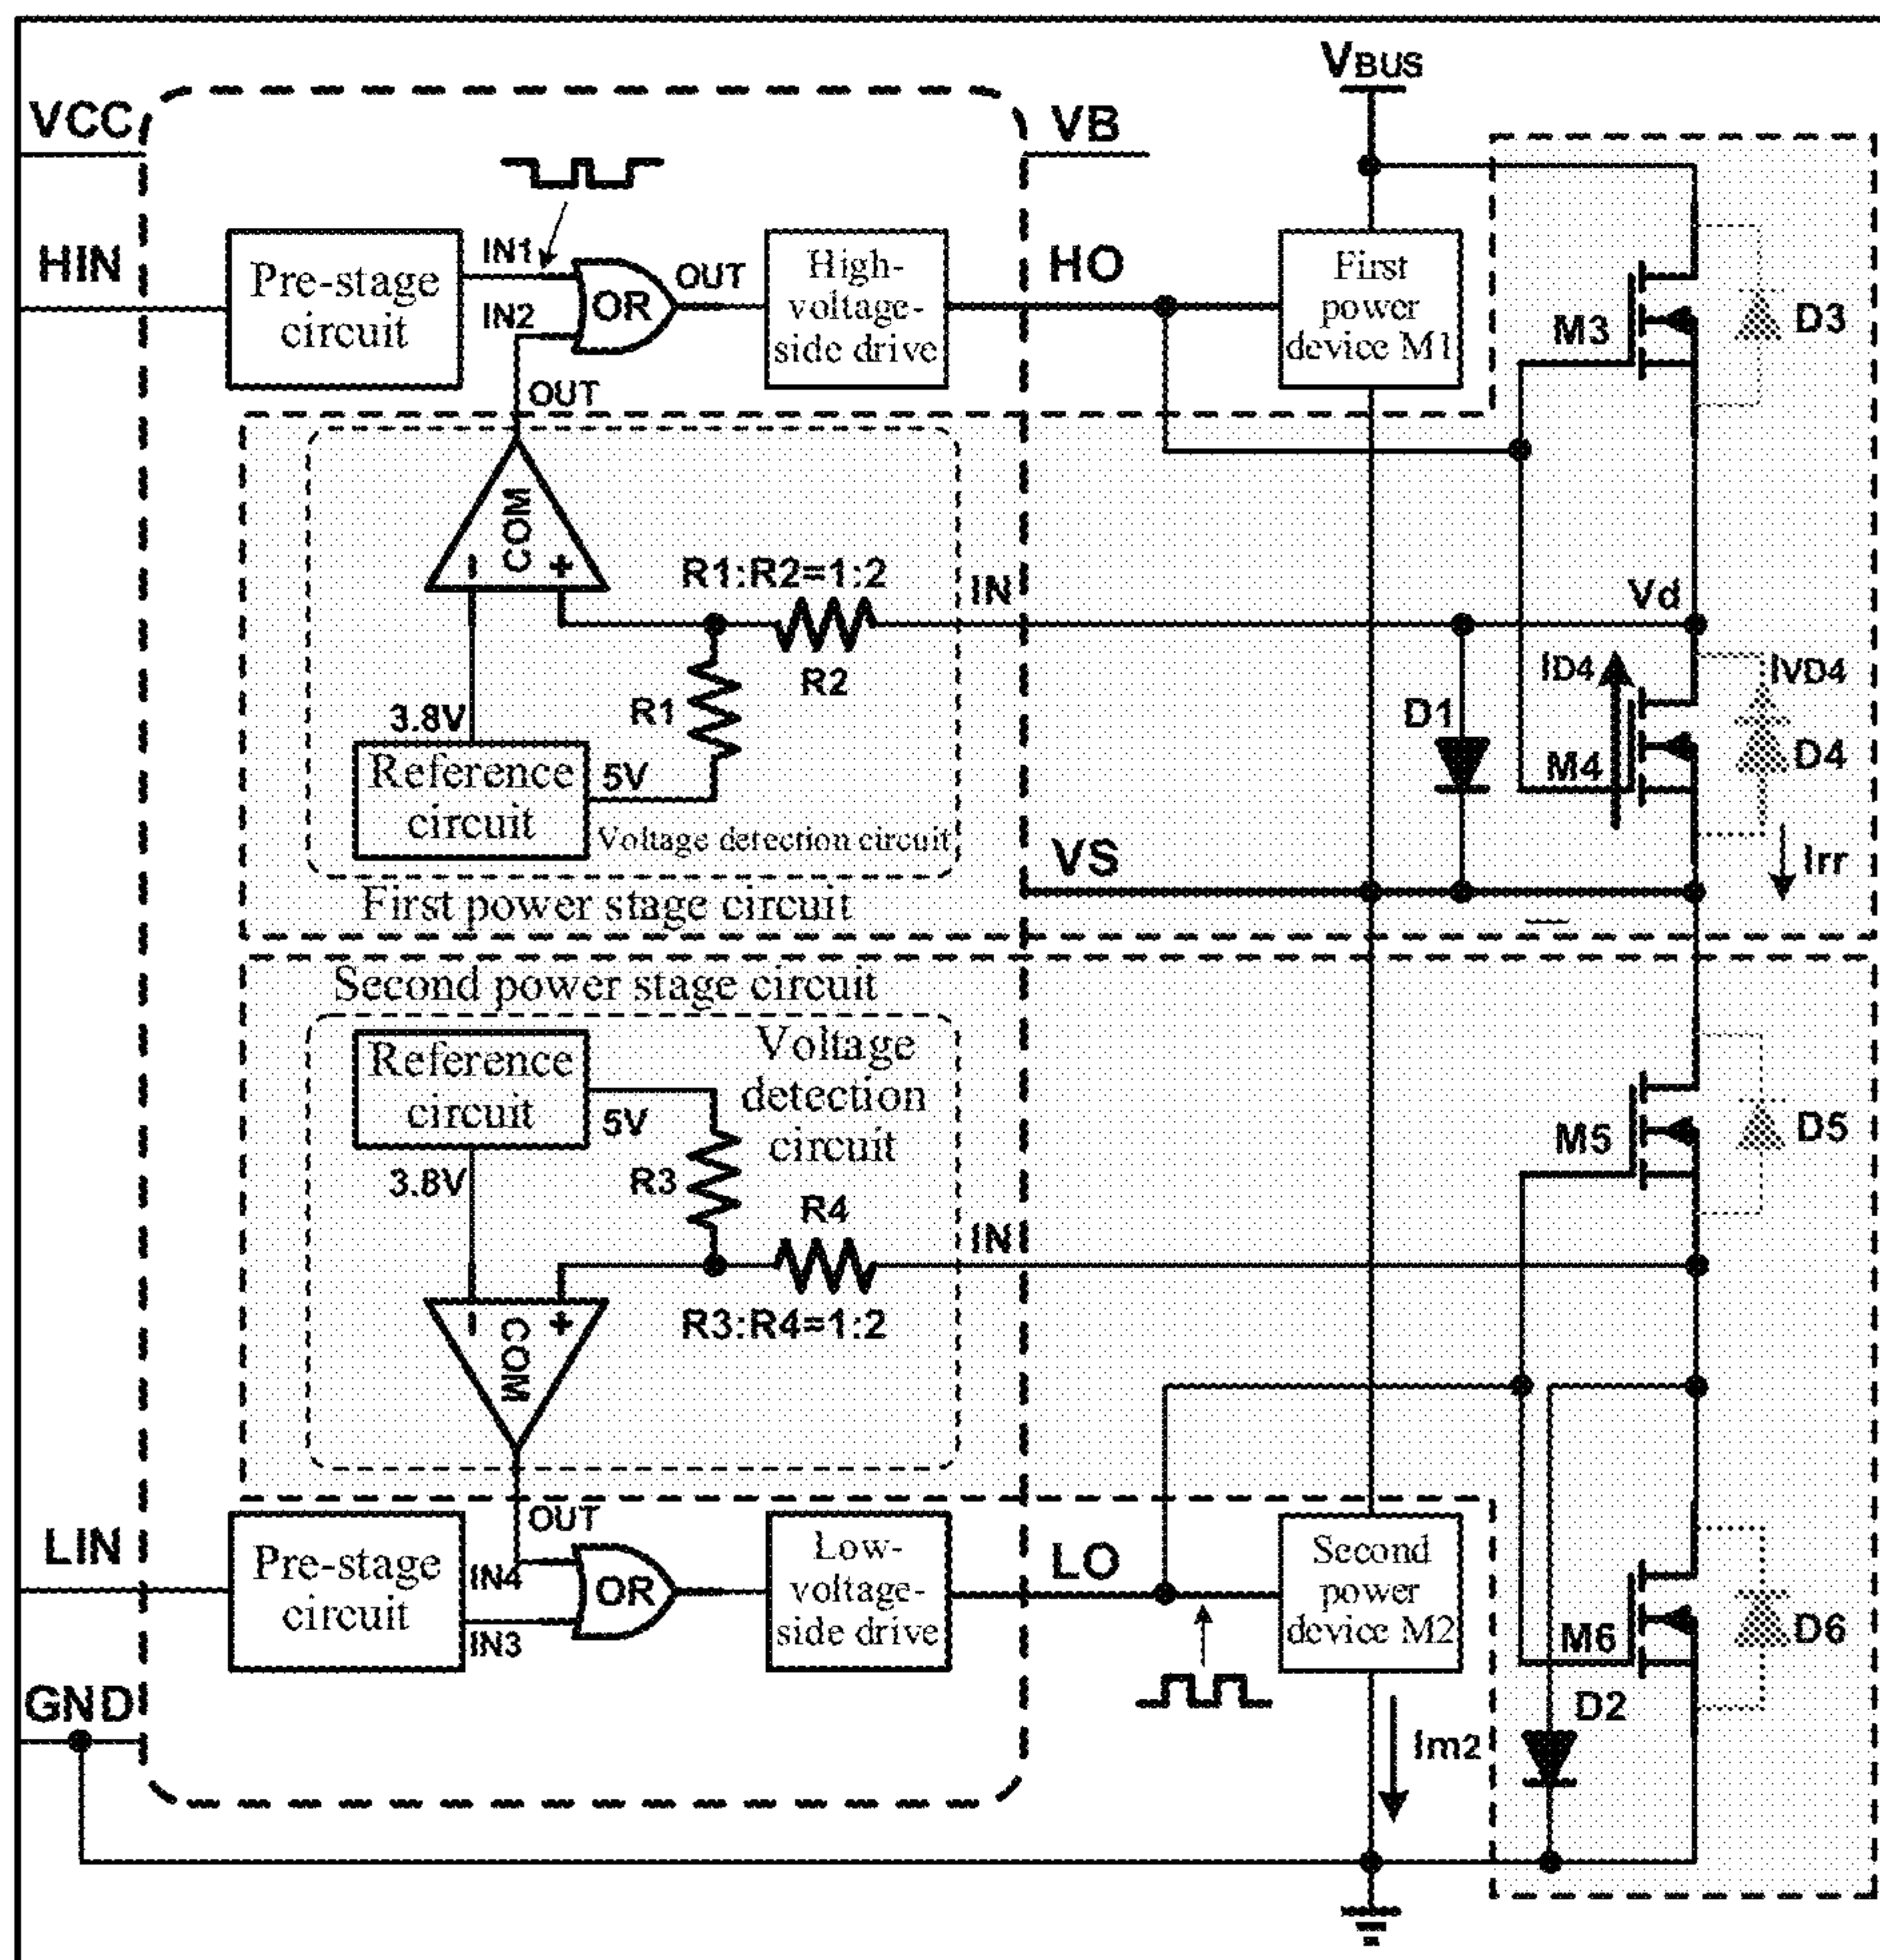 VBUS
VCC
VB
HIN
Pre-stage
circuit
IN1
IN2
OR
OUT
High-
voltage-
side drive
HO
First
power
device M1
M3
D3
OUT
COM
-
+
R1:R2=1:2
IN
Vd
R2
R1
3.8V
Reference
circuit
5V
Voltage detection circuit
First power stage circuit
D1
ID4
IVD4
M4
D4
VS
Irr
Second power stage circuit
Reference
circuit
Voltage
detection
circuit
5V
3.8V
R3
R4
IN
R3:R4=1:2
-
+
COM
M5
D5
OUT
LIN
Pre-stage
circuit
IN4
IN3
OR
Low-
voltage-
side drive
LO
Second
power
device M2
M6
D6
D2
GND
Im2